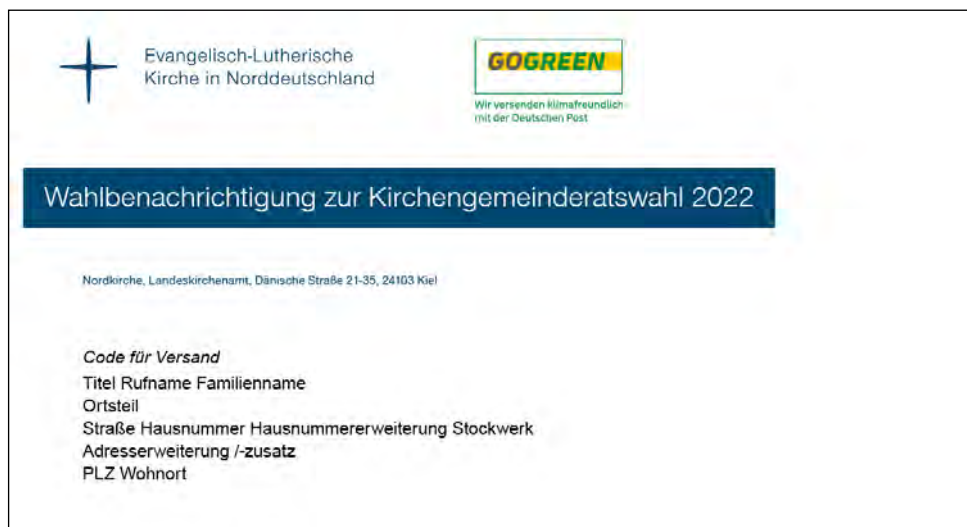 Evangelisch-Lutherische
Kirche in Norddeutschland
GOGREEN
Wir versenden klimafreundlich
mit der Deutschen Post
Wahlbenachrichtigung zur Kirchengemeinderatswahl 2022
Nordkirche, Landeskirchenamt, Dänische Straße 21-35, 24103 Kiel
Code für Versand
Titel Rufname Familienname
Ortsteil
Straße Hausnummer Hausnummererweiterung Stockwerk
Adresserweiterung /-zusatz
PLZ Wohnort